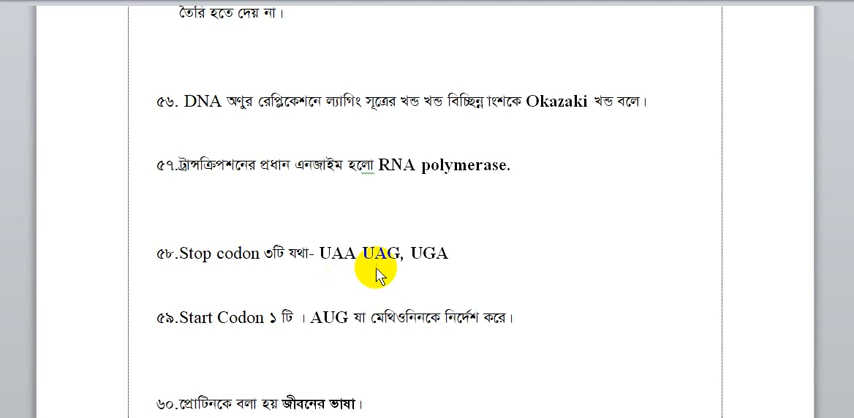 তৈরি হতে দেয় না।
৫৬. DNA অণুর রেপ্লিকেশনে ল্যাগিং সূত্রের খন্ড খন্ড বিচ্ছিন্ন াংশকে Okazaki খন্ড বলে।
৫৭.ট্রান্সক্রিপশনের প্রধান এনজাইম হলো RNA polymerase.
৫৮.Stop codon ৩টি যথা- UAA UAG, UGA
৫৯.Start Codon ১ টি । AUG যা মেথিওনিনকে নির্দেশ করে।
৬০.প্রোটিনকে বলা হয় জীবনের ভাষা।